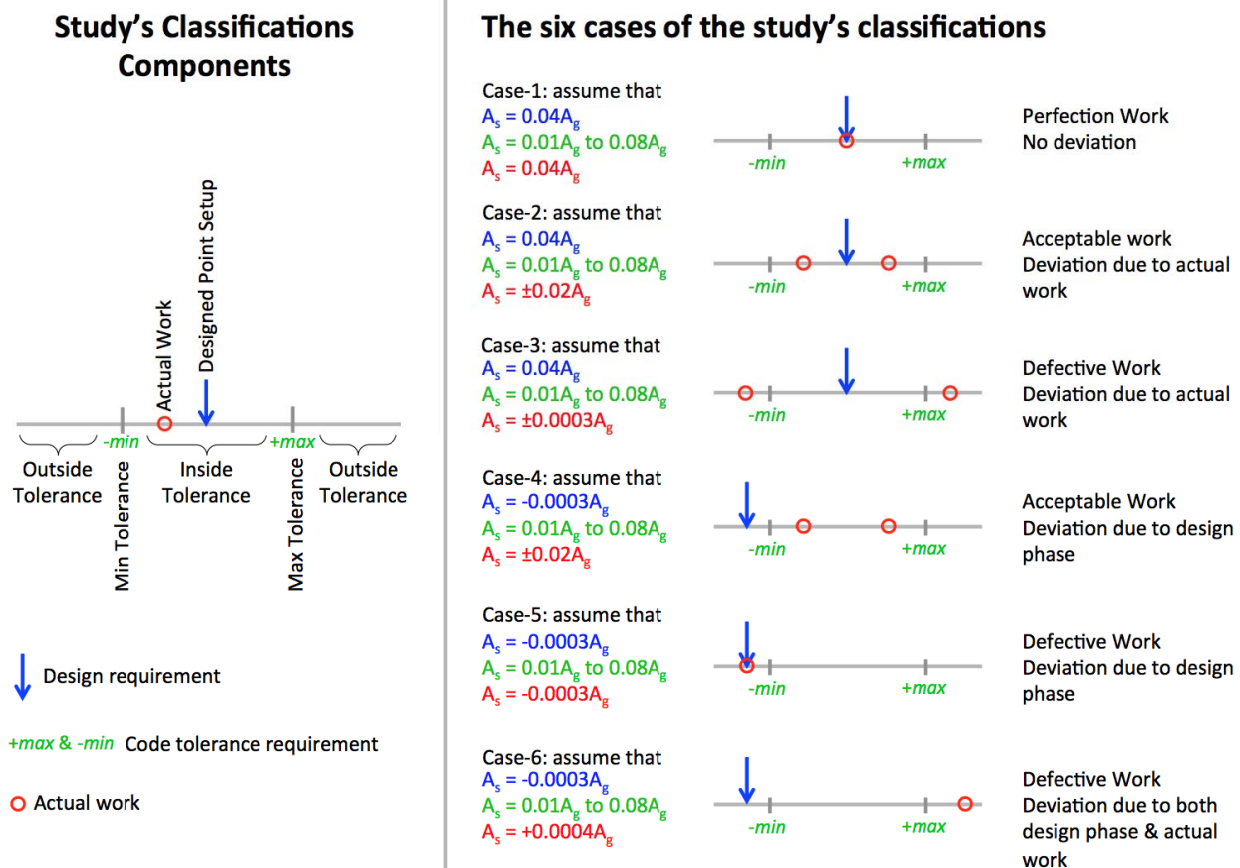 Study's Classifications
Components
Actual Work
Designed Point Setup
-min
+max
Outside
Tolerance
Min Tolerance
Inside
Tolerance
Max Tolerance
Outside
Tolerance
Design requirement
+max & -min Code tolerance requirement
Actual work
The six cases of the study's classifications
Case-1: assume that
As = 0.04Ag
As = 0.01Ag to 0.08Ag
As = 0.04Ag
-min
+max
Perfection Work
No deviation
Case-2: assume that
As = 0.04Ag
As = 0.01Ag to 0.08Ag
As = ±0.02Ag
-min
+max
Acceptable work
Deviation due to actual
work
Case-3: assume that
As = 0.04Ag
As = 0.01Ag to 0.08Ag
As = ±0.0003Ag
-min
+max
Defective Work
Deviation due to actual
work
Case-4: assume that
As = -0.0003Ag
As = 0.01Ag to 0.08Ag
As = ±0.02Ag
-min
+max
Acceptable Work
Deviation due to design
phase
Case-5: assume that
As = -0.0003Ag
As = 0.01Ag to 0.08Ag
As = -0.0003Ag
-min
+max
Defective Work
Deviation due to design
phase
Case-6: assume that
As = -0.0003Ag
As = 0.01Ag to 0.08Ag
As = +0.0004Ag
-min
+max
Defective Work
Deviation due to both
design phase & actual
work